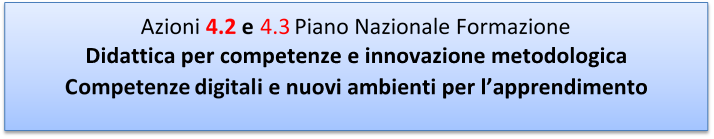 Azioni 4.2 e 4.3 Piano Nazionale Formazione
Didattica per competenze e innovazione metodologica
Competenze digitali e nuovi ambienti per l’apprendimento